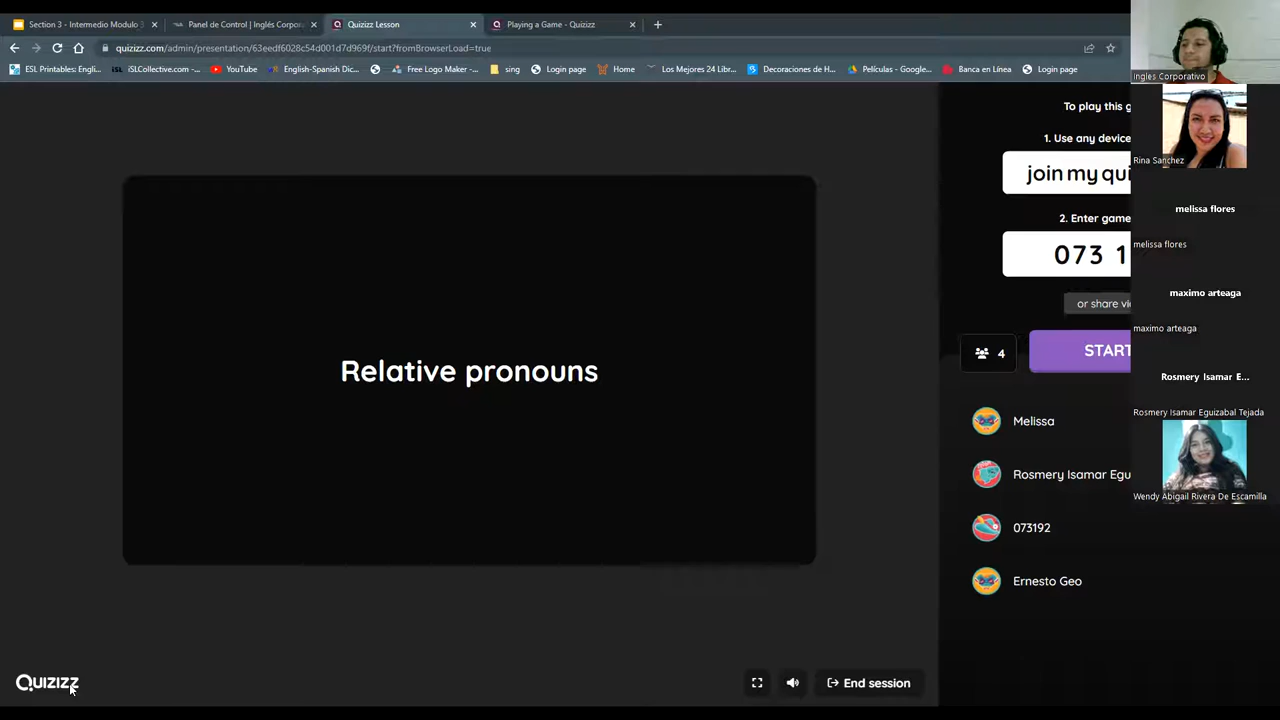 Section 3 - Intermedio Modulo 3
Panel de Control | Inglés Corpor
Quizizz Lesson
Playing a Game - Quizizz
quizizz.com/admin/presentation/63eedf6028c54d001d7d969f/start?fromBrowserLoad=true
ESL Printables: Engli...
iSLCollective.com -...
YouTube
English-Spanish Dic...
Free Logo Maker -...
sing
Login page
Home
Los Mejores 24 Libr...
Decoraciones de H...
Películas - Google...
Banca en Línea
Login page
To play this g
1. Use any device
join my qui
2. Enter game
073 1
or share vi
4
START
Relative pronouns
Melissa
Rosmery Isamar Egu
073192
Ernesto Geo
Quizizz
End session
ingles Corporativo
Rina Sanchez
melissa flores
melissa flores
maximo arteaga
maximo arteaga
Rosmery Isamar E...
Rosmery Isamar Eguizabal Tejada
Wendy Abigail Rivera De Escamilla